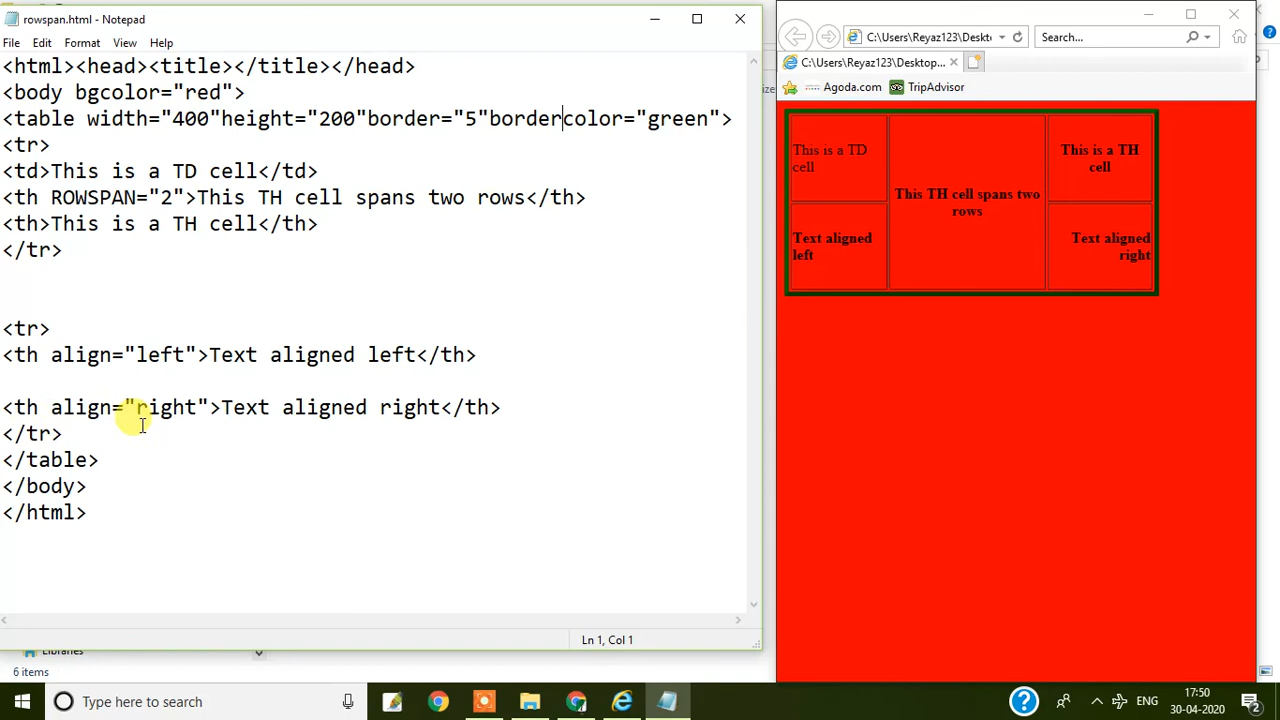 rowspan.html - Notepad
File Edit Format View Help
<html><head><title></title></head>
<body bgcolor="red">
<table width="400"height="200"border="5"bordercolor="green">
<tr>
<td>This is a TD cell</td>
<th ROWSPAN="2">This TH cell spans two rows</th>
<th>This is a TH cell</th>
</tr>
<tr>
<th align="left">Text aligned left</th>
<th align="right">Text aligned right</th>
</tr>
</table>
</body>
</html>
Ln 1, Col 1
Libraries
6 items
C:\Users\Reyaz123\Deskt
Search...
C:\Users\Reyaz123\Desktop...
Agoda.com TripAdvisor
This is a TD
cell
This TH cell spans two
rows
This is a TH
cell
Text aligned
left
Text aligned
right
Type here to search
ENG
17:50
30-04-2020
2